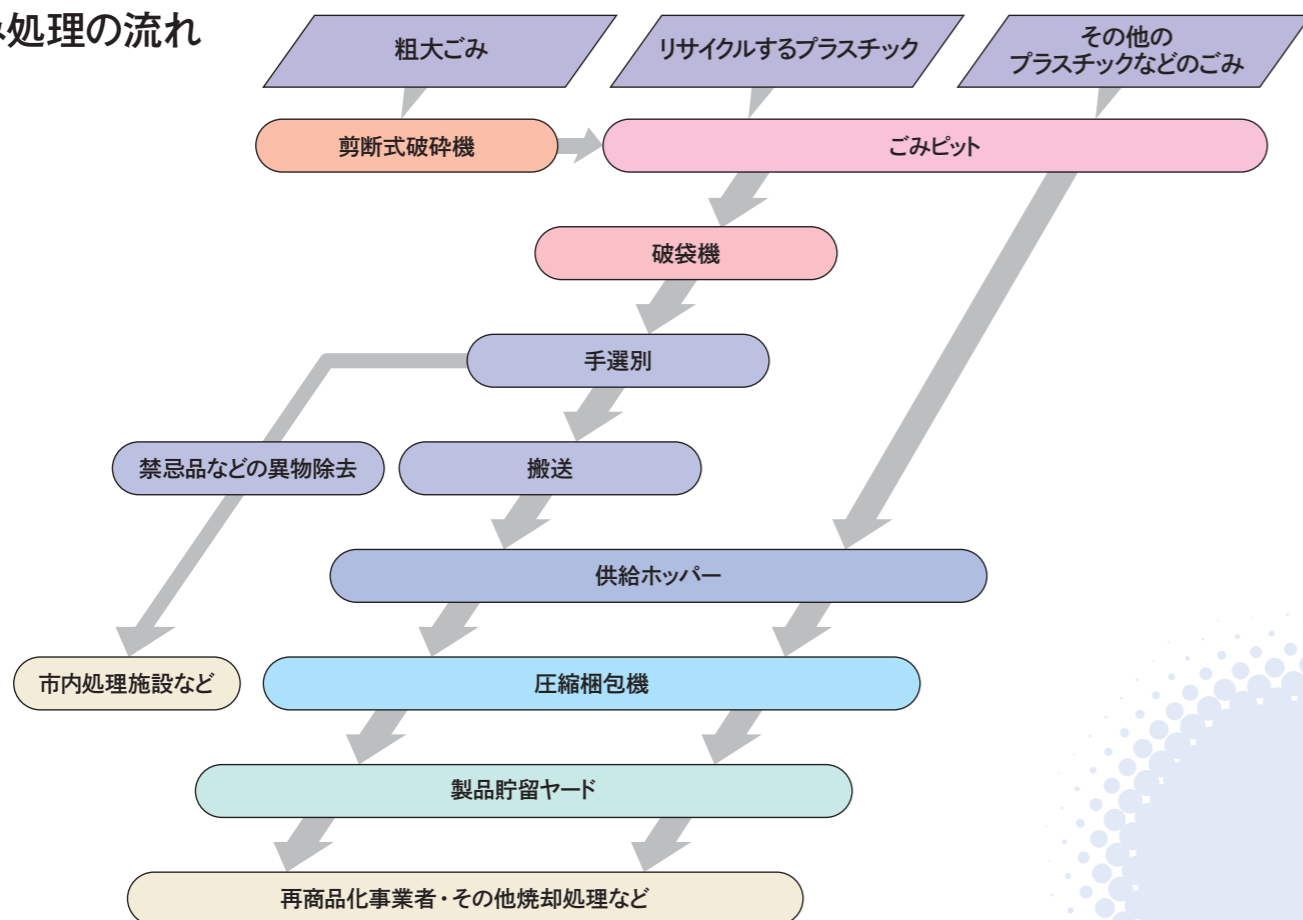 処理の流れ
粗大ごみ
リサイクルするプラスチック
その他の
プラスチックなどのごみ
剪断式破砕機
ごみピット
破袋機
手選別
禁忌品などの異物除去
搬送
供給ホッパー
市内処理施設など
圧縮梱包機
製品貯留ヤード
再商品化事業者・その他焼却処理など